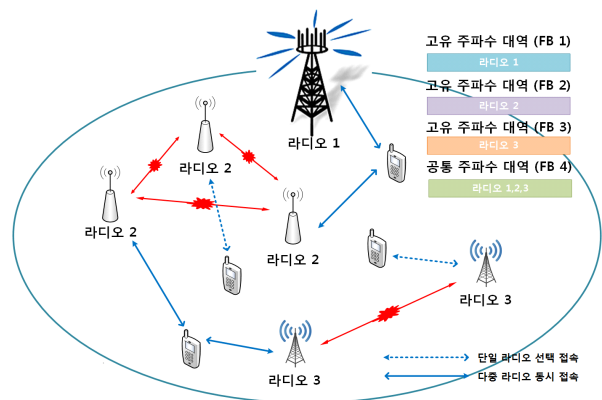 고유 주파수 대역 (FB 1)
라디오 1
고유 주파수 대역 (FB 2)
라디오 2
고유 주파수 대역 (FB 3)
라디오 3
공통 주파수 대역 (FB 4)
라디오 1,2,3
라디오 1
라디오 2
라디오 2
라디오 2
라디오 3
라디오 3
단일 라디오 선택 접속
다중 라디오 동시 접속